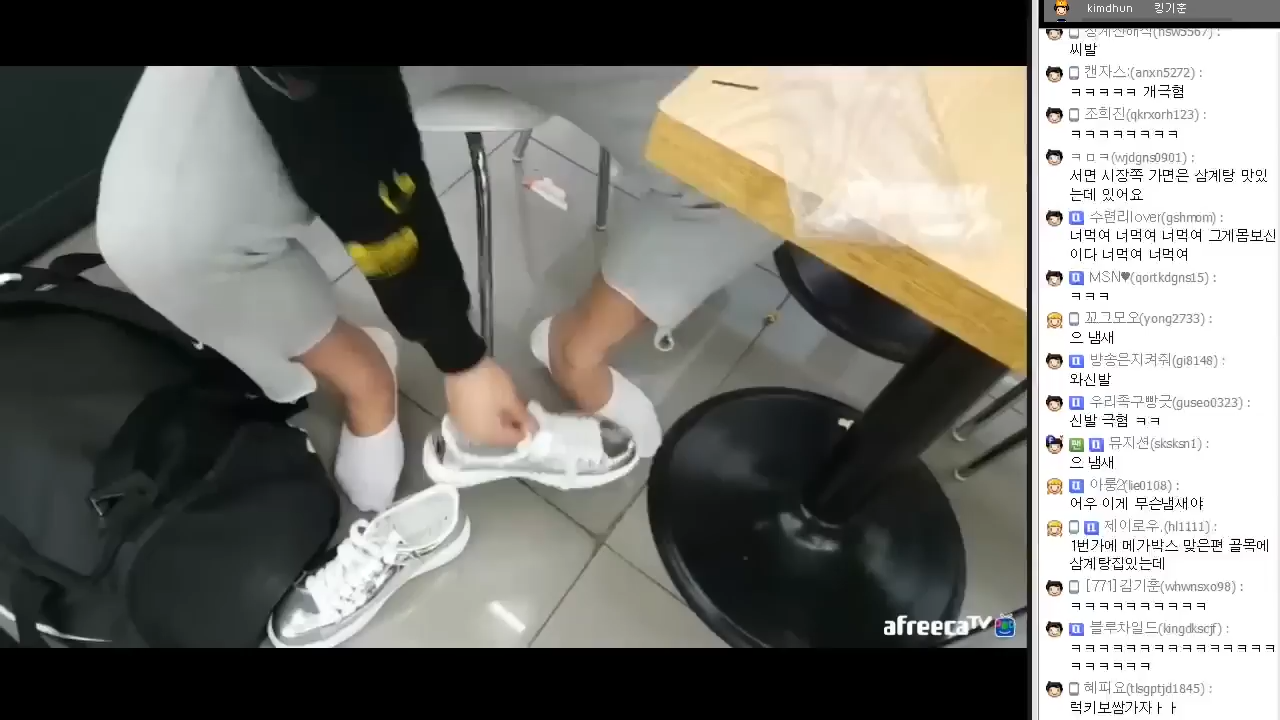 kimdhun 킹기훈
씨발
캔자스:(anxn5272) :
ㅋㅋㅋㅋㅋ 개극혐
조희진(qkrxorh123) :
ㅋㅋㅋㅋㅋㅋㅋㅋ
ㅋㅁㅋ(wjdgns0901) :
서면 시장쪽 가면은 삼계탕 맛있
는데 있어요
수련리lover(gshmom) :
너먹여 너먹여 너먹여 그게몸보신
이다 너먹여 너먹여
MSN♥(qortkdgns15) :
ㅋㅋㅋ
꼬그모오(yong2733) :
으 냄새
방송은지켜줘(gi8148) :
와신발
우리족구빵긋(guseo0323) :
신발 극혐 ㅋㅋ
팬 뮤지션(sksksn1) :
으 냄새
(lie0108) :
어우 이게 무슨냄새야
제이로우,(hl1111) :
1번가에 메가박스 맞은편 골목에
삼계탕집있는데
[771]김기훈(whwnsxo98) :
ㅋㅋㅋㅋㅋㅋㅋㅋㅋㅋ
블루차일드(kingdkscjf) :
ㅋㅋㅋㅋㅋㅋㅋㅋㅋㅋㅋㅋㅋㅋㅋ
ㅋㅋㅋㅋㅋㅋ
혜피요(tlsgptjd1845) :
럭키보쌈가자ㅏㅏ
afreecaTV